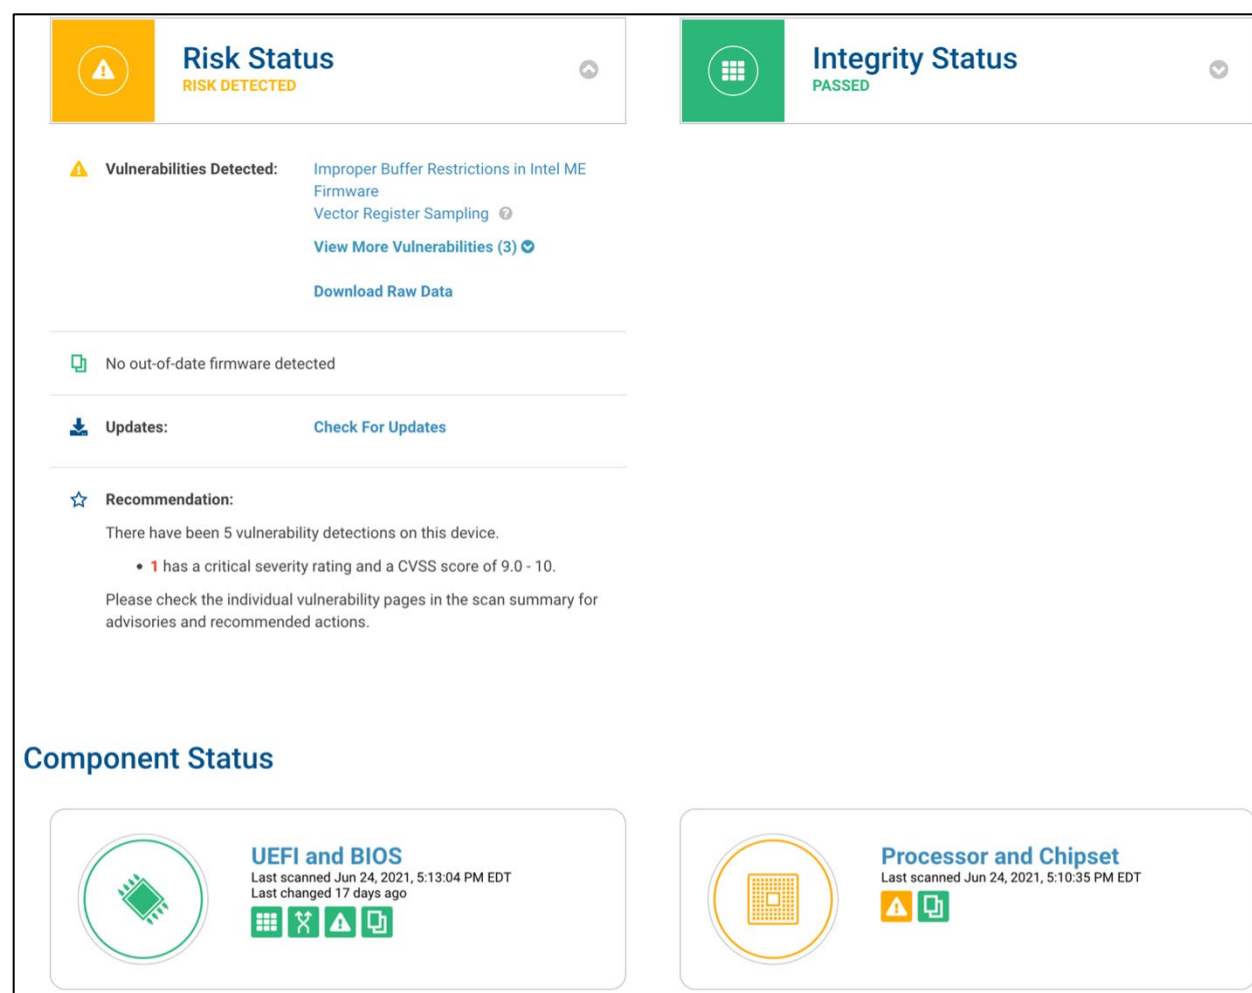 Risk Status
RISK DETECTED
Integrity Status
PASSED
Vulnerabilities Detected:
Improper Buffer Restrictions in Intel ME
Firmware
Vector Register Sampling
View More Vulnerabilities (3)
Download Raw Data
No out-of-date firmware detected
Updates:
Check For Updates
Recommendation:
There have been 5 vulnerability detections on this device.
• 1 has a critical severity rating and a CVSS score of 9.0 - 10.
Please check the individual vulnerability pages in the scan summary for
advisories and recommended actions.
Component Status
UEFI and BIOS
Last scanned Jun 24, 2021, 5:13:04 PM EDT
Last changed 17 days ago
Processor and Chipset
Last scanned Jun 24, 2021, 5:10:35 PM EDT